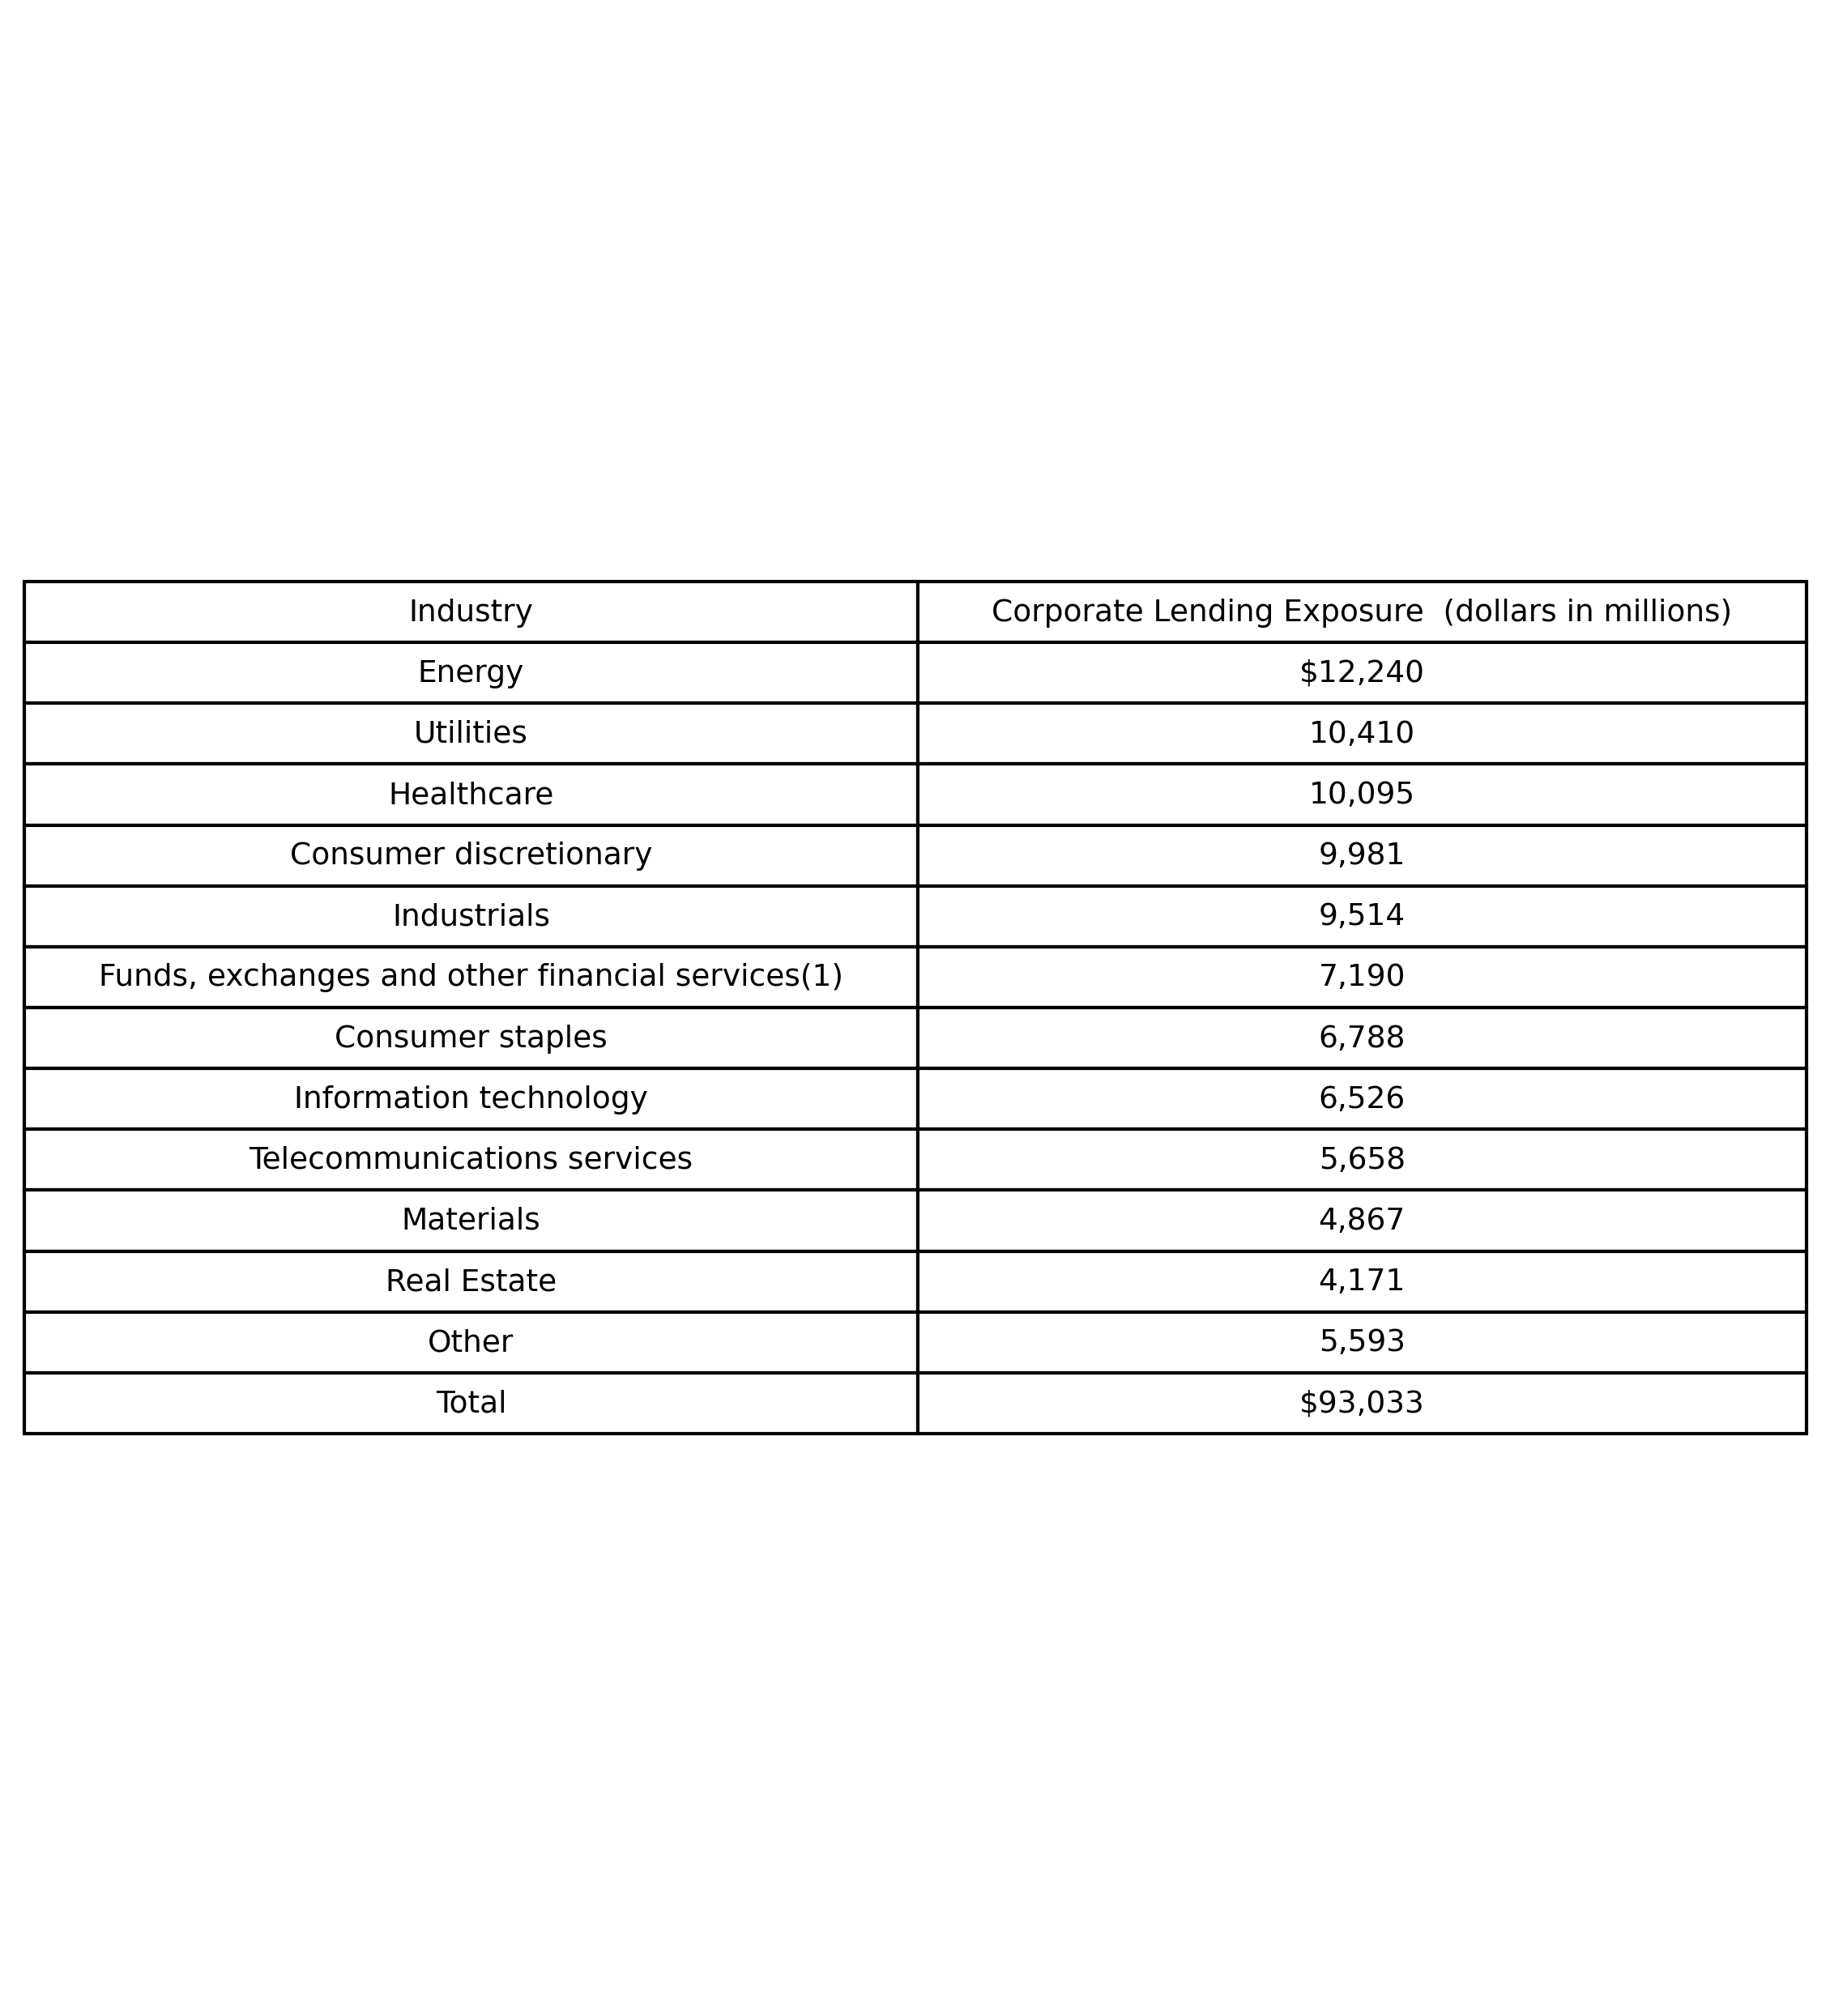 Industry Corporate Lending Exposure  (dollars in millions)
Energy $12,240
Utilities 10,410
Healthcare 10,095
Consumer discretionary 9,981
Industrials 9,514
Funds, exchanges and other financial services(1) 7,190
Consumer staples 6,788
Information technology 6,526
Telecommunications services 5,658
Materials 4,867
Real Estate 4,171
Other 5,593
Total $93,033